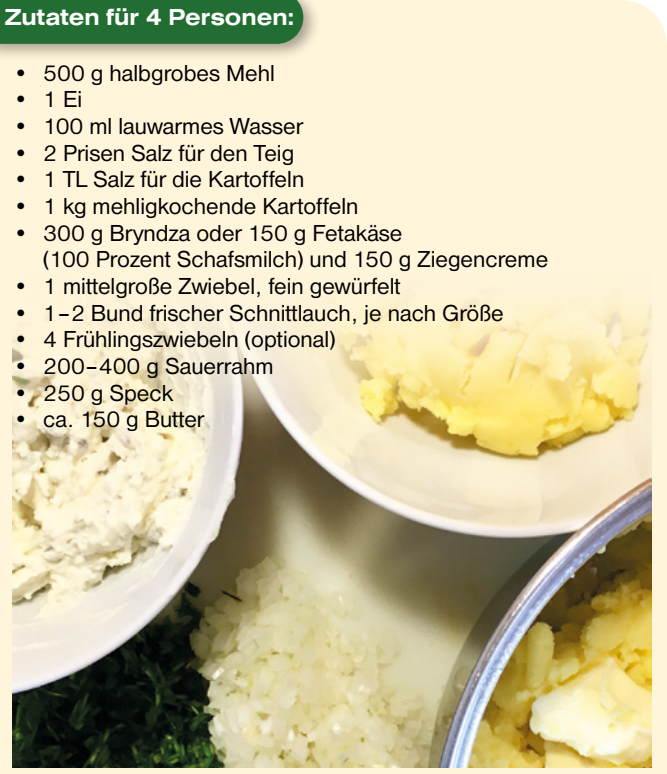 Zutaten für 4 Personen:
• 500 g halbgrobes Mehl
• 1 Ei
• 100 ml lauwarmes Wasser
• 2 Prisen Salz für den Teig
• 1 TL Salz für die Kartoffeln
• 1 kg mehligkochende Kartoffeln
• 300 g Bryndza oder 150 g Fetakäse
(100 Prozent Schafsmilch) und 150 g Ziegencreme
• 1 mittelgroße Zwiebel, fein gewürfelt
• 1–2 Bund frischer Schnittlauch, je nach Größe
• 4 Frühlingszwiebeln (optional)
• 200–400 g Sauerrahm
• 250 g Speck
• ca. 150 g Butter